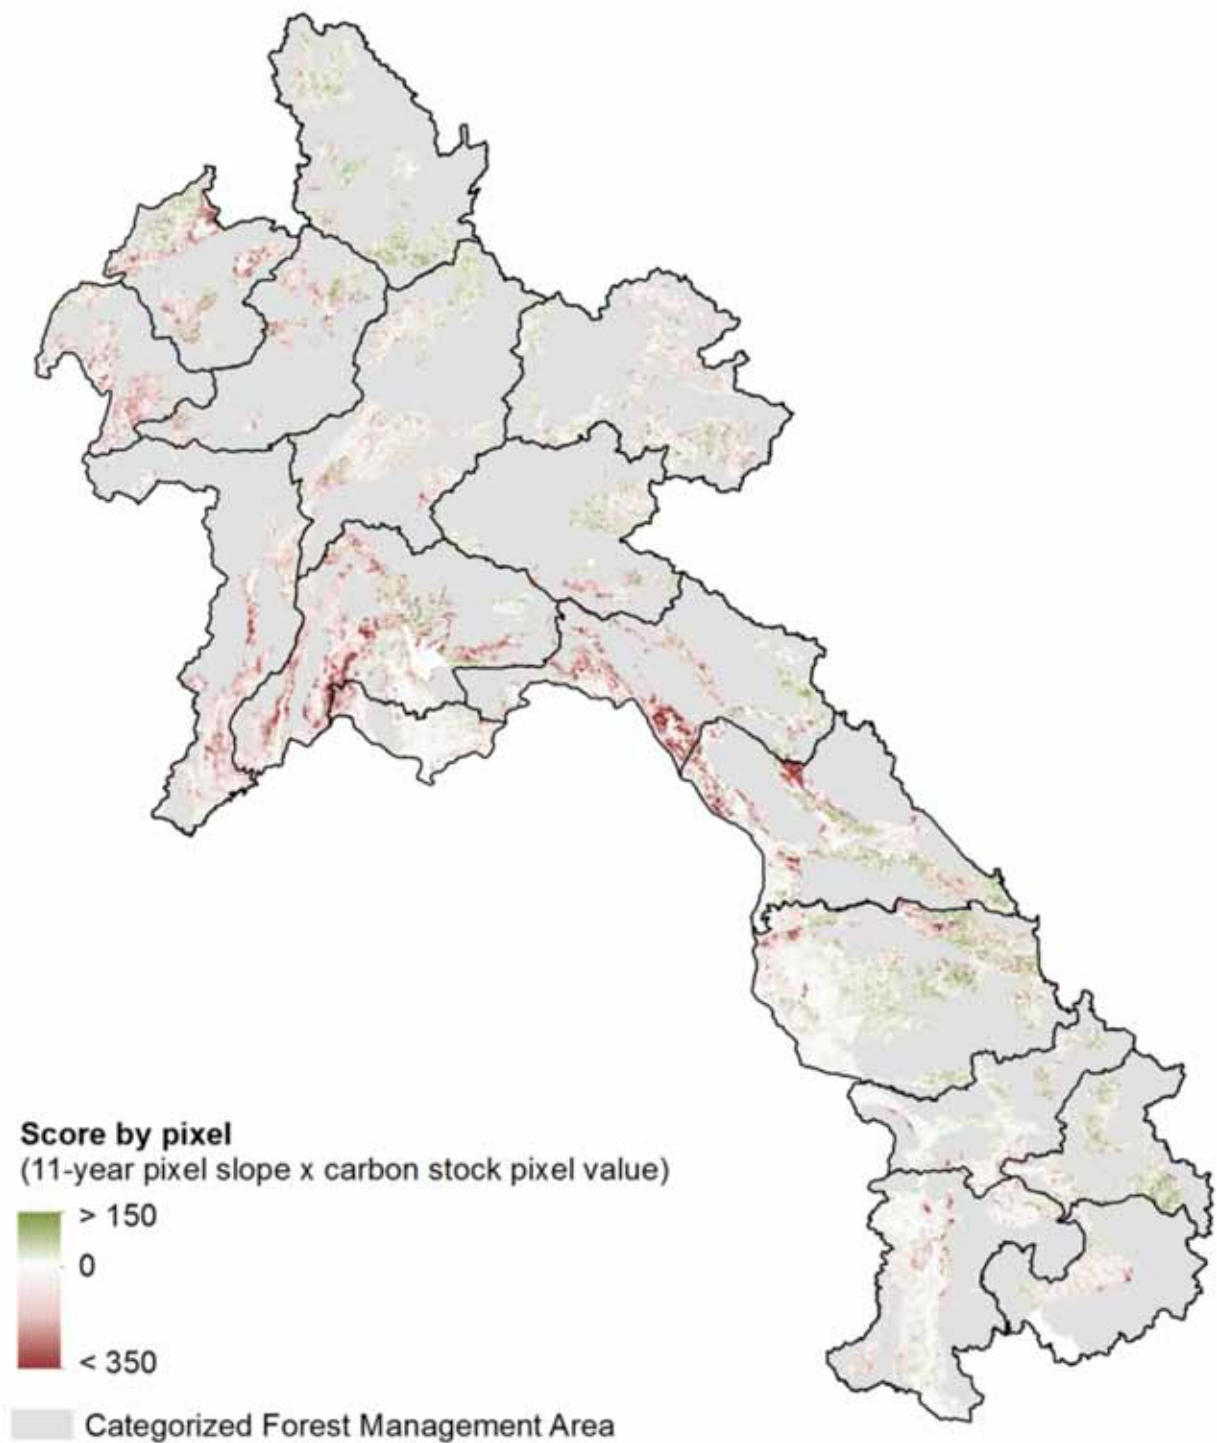 Score by pixel
(11-year pixel slope x carbon stock pixel value)
> 150
0
< 350
Categorized Forest Management Area